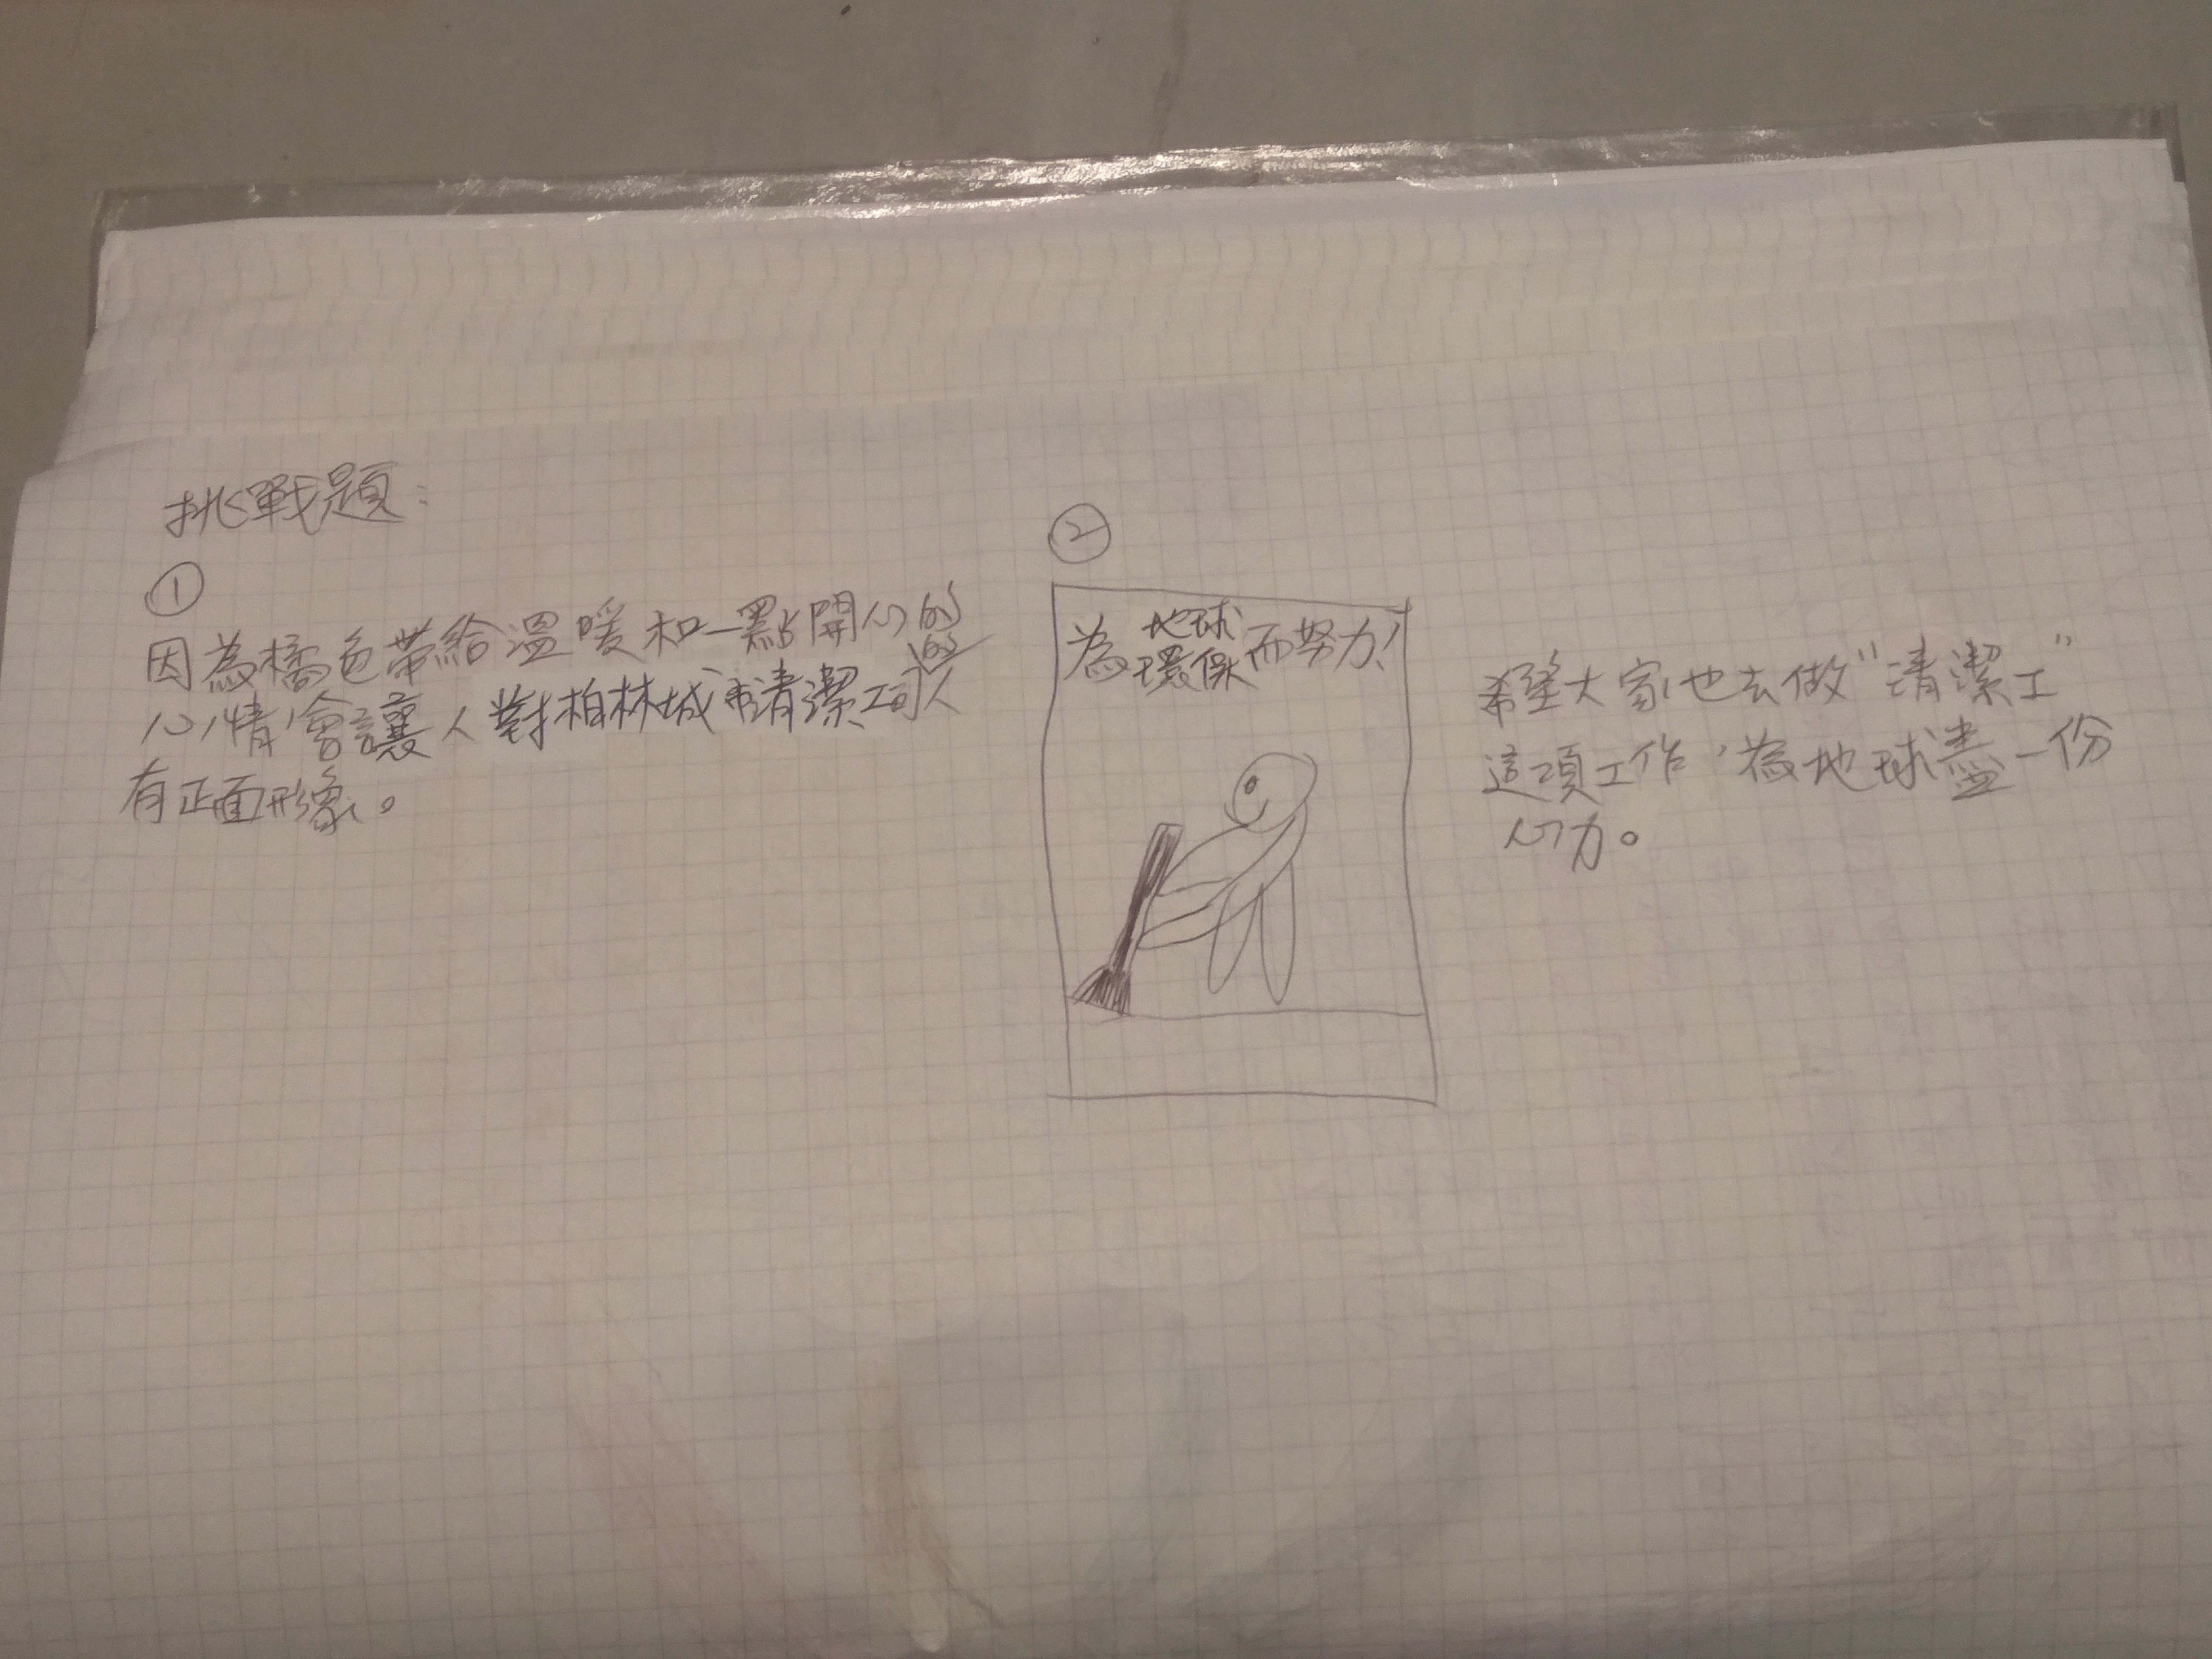 挑戰題：
①
因為橘色帶給溫暖和一點開心的
心情，會讓人對柏林城市清潔工司
有正面形象。
②
為地球環保而努力！
希望大家也去做"清潔工"
這項工作，為地球盡一份
心力。